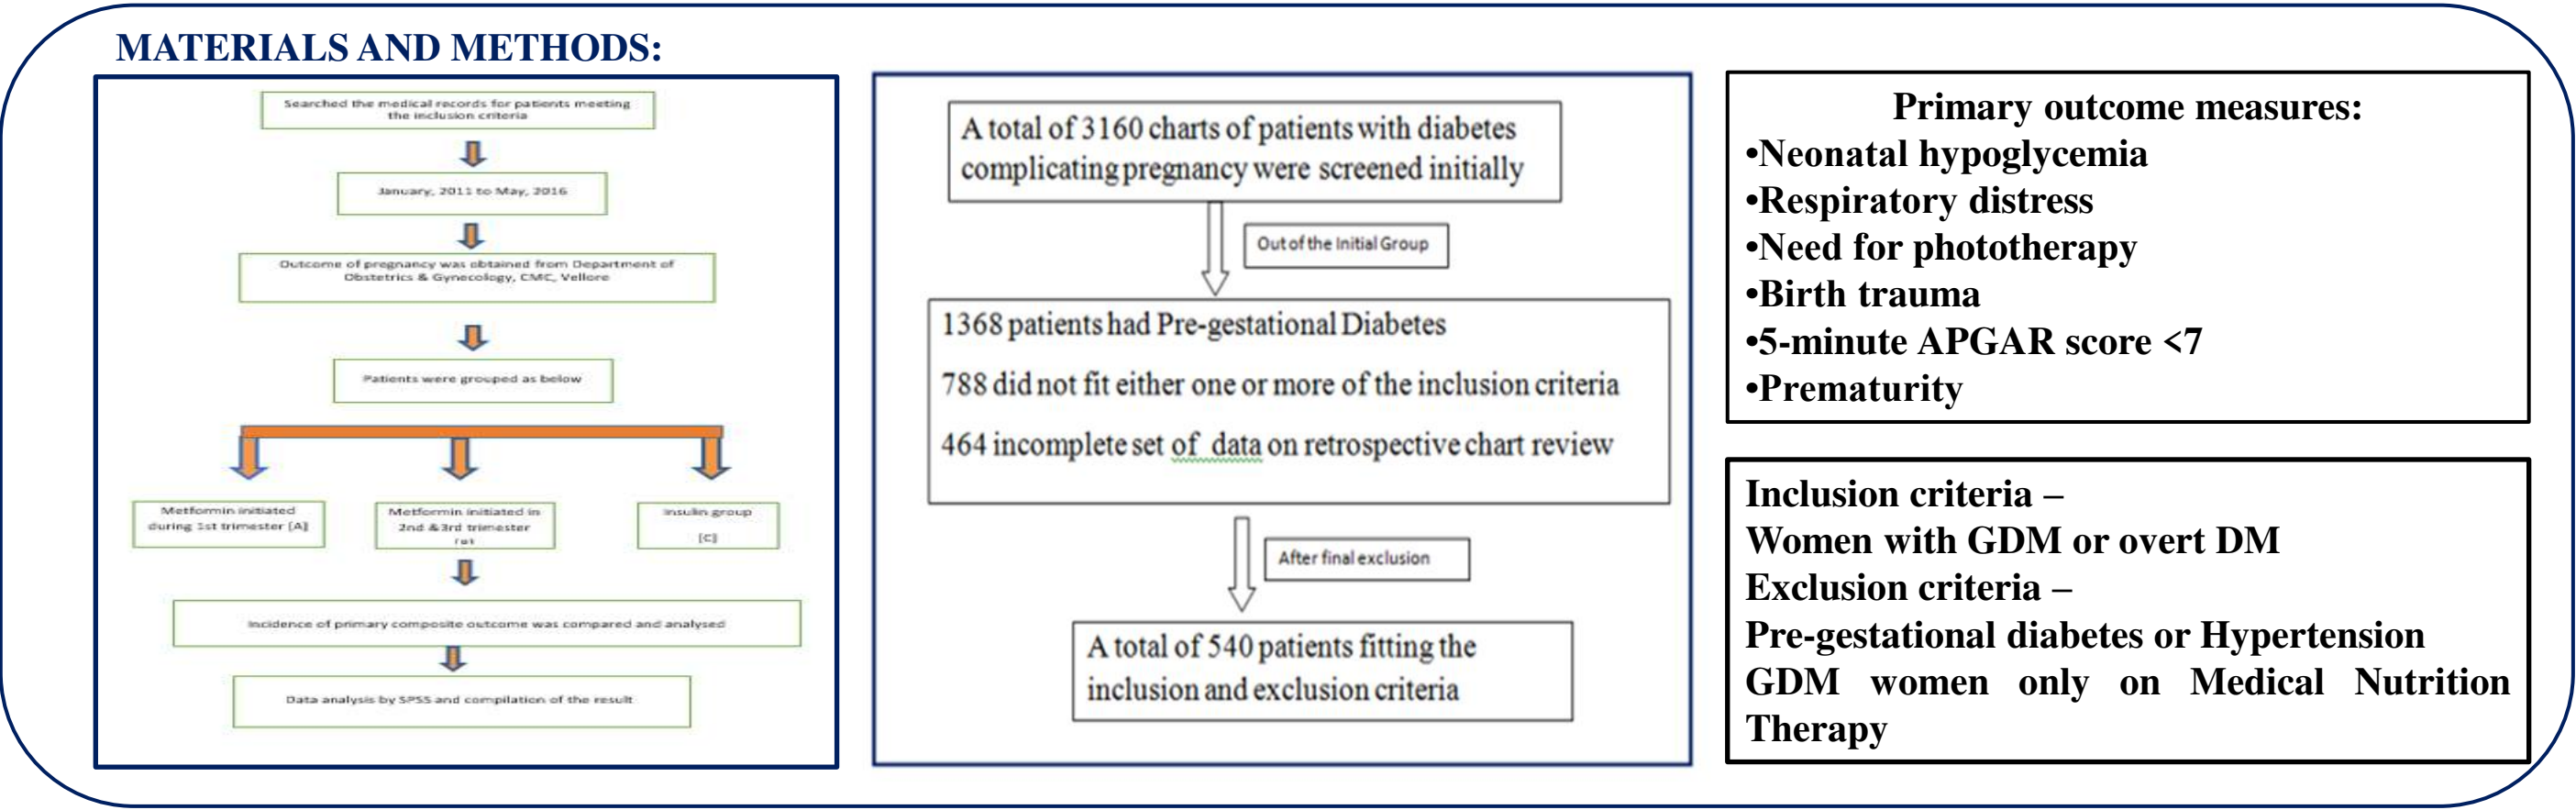 MATERIALS AND METHODS:
Searched the medical records for patients meeting
the inclusion criteria
January, 2011 to May, 2016
Outcome of pregnancy was obtained from Department of
Obstetrics & Gynecology, CMC, Vellore
Patients were grouped as below
Metformin initiated
during 1st trimester [A]
Metformin initiated in
2nd &3rd trimester
Insulin group
[C]
Incidence of primary composite outcome was compared and analysed
Data analysis by SPSS and compilation of the result
A total of 3160 charts of patients with diabetes
complicating pregnancy were screened initially
Out of the Initial Group
1368 patients had Pre-gestational Diabetes
788 did not fit either one or more of the inclusion criteria
464 incomplete set of data on retrospective chart review
After final exclusion
A total of 540 patients fitting the
inclusion and exclusion criteria
Primary outcome measures:
•Neonatal hypoglycemia
•Respiratory distress
•Need for phototherapy
•Birth trauma
•5-minute APGAR score <7
•Prematurity
Inclusion criteria –
Women with GDM or overt DM
Exclusion criteria –
Pre-gestational diabetes or Hypertension
GDM women only on Medical Nutrition
Therapy